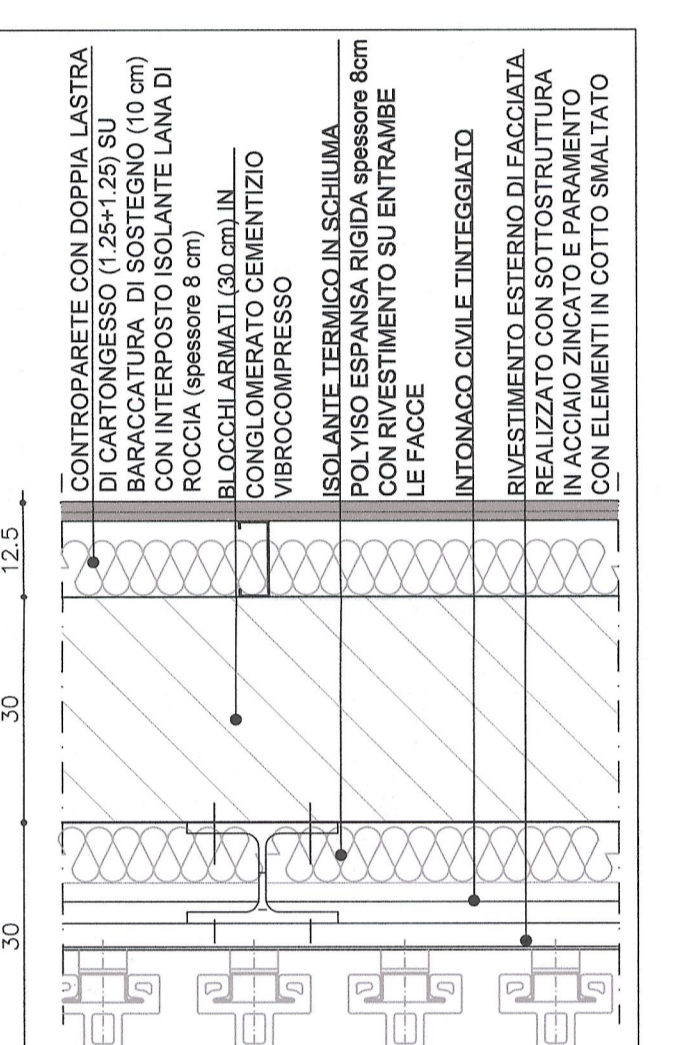 CONTROPARETE CON DOPPIA LASTRA
DI CARTONGESSO (1.25+1.25) SU
BARACCATURA DI SOSTEGNO (10 cm)
CON INTERPOSTO ISOLANTE LANA DI
ROCCIA (spessore 8 cm)
BLOCCHI ARMATI (30 cm) IN
CONGLOMERATO CEMENTIZIO
VIBROCOMPRESSO
ISOLANTE TERMICO IN SCHIUMA
POLYISO ESPANSA RIGIDA spessore 8cm
CON RIVESTIMENTO SU ENTRAMBE
LE FACCE
INTONACO CIVILE TINTEGGIATO
RIVESTIMENTO ESTERNO DI FACCIATA
REALIZZATO CON SOTTOSTRUTTURA
IN ACCIAIO ZINCATO E PARAMENTO
CON ELEMENTI IN COTTO SMALTATO
12.5
30
30